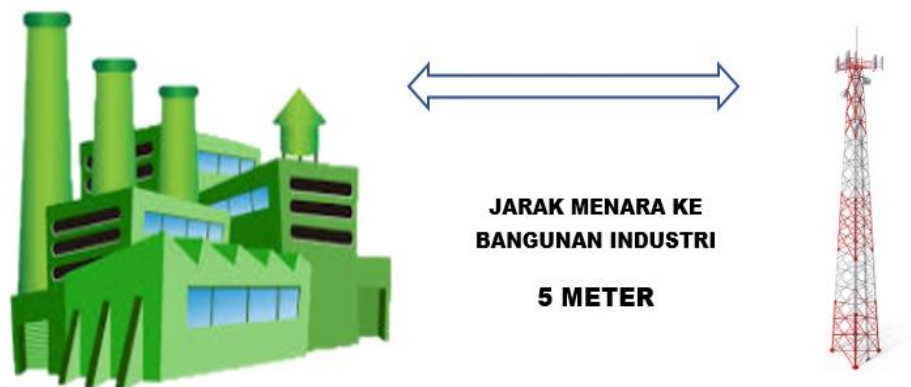 JARAK MENARA KE
BANGUNAN INDUSTRI
5 METER